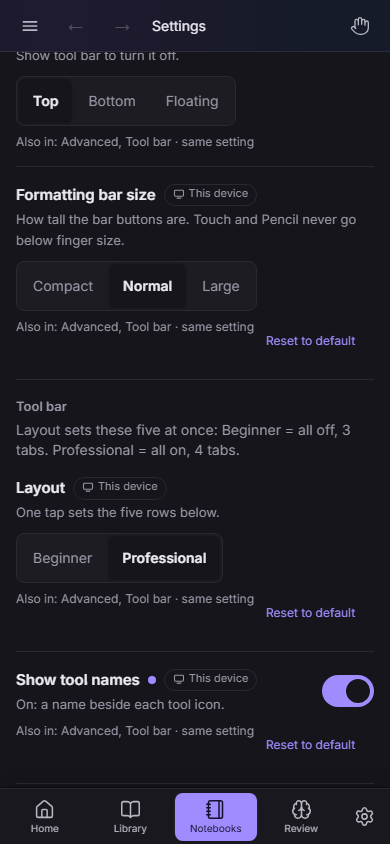 Settings
Show tool bar to turn it off.
Top Bottom Floating
Also in: Advanced, Tool bar · same setting
Formatting bar size This device
How tall the bar buttons are. Touch and Pencil never go
below finger size.
Compact Normal Large
Also in: Advanced, Tool bar · same setting
Reset to default
Tool bar
Layout sets these five at once: Beginner = all off, 3
tabs. Professional = all on, 4 tabs.
Layout This device
One tap sets the five rows below.
Beginner Professional
Also in: Advanced, Tool bar · same setting
Reset to default
Show tool names This device
On: a name beside each tool icon.
Also in: Advanced, Tool bar · same setting
Reset to default
Home Library Notebooks Review